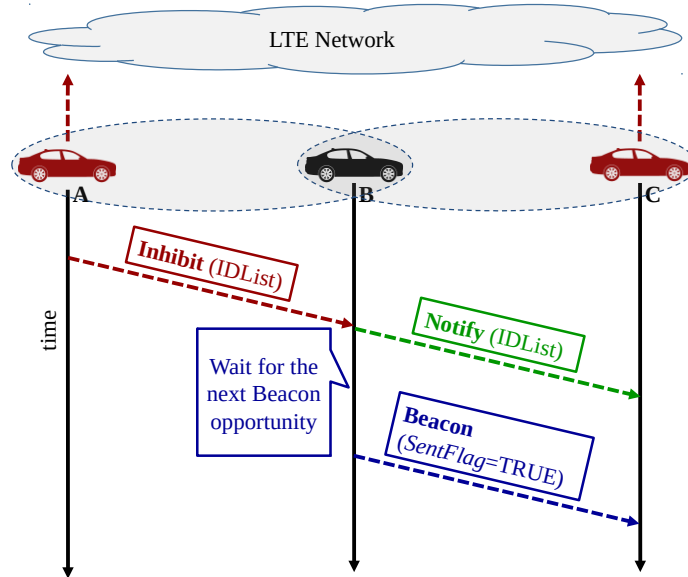 LTE Network
A
B
C
Inhibit (IDList)
Notify (IDList)
time
Wait for the
next Beacon
opportunity
Beacon
(SentFlag=TRUE)